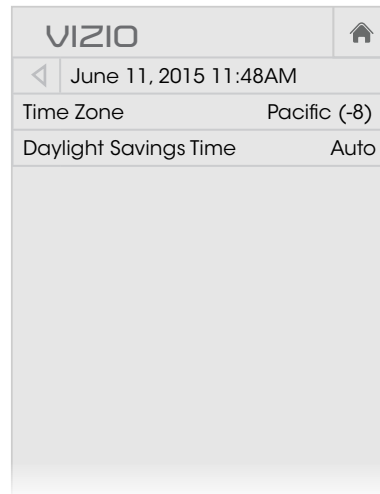 VIZIO
June 11, 2015 11:48AM
Time Zone Pacific (-8)
Daylight Savings Time Auto